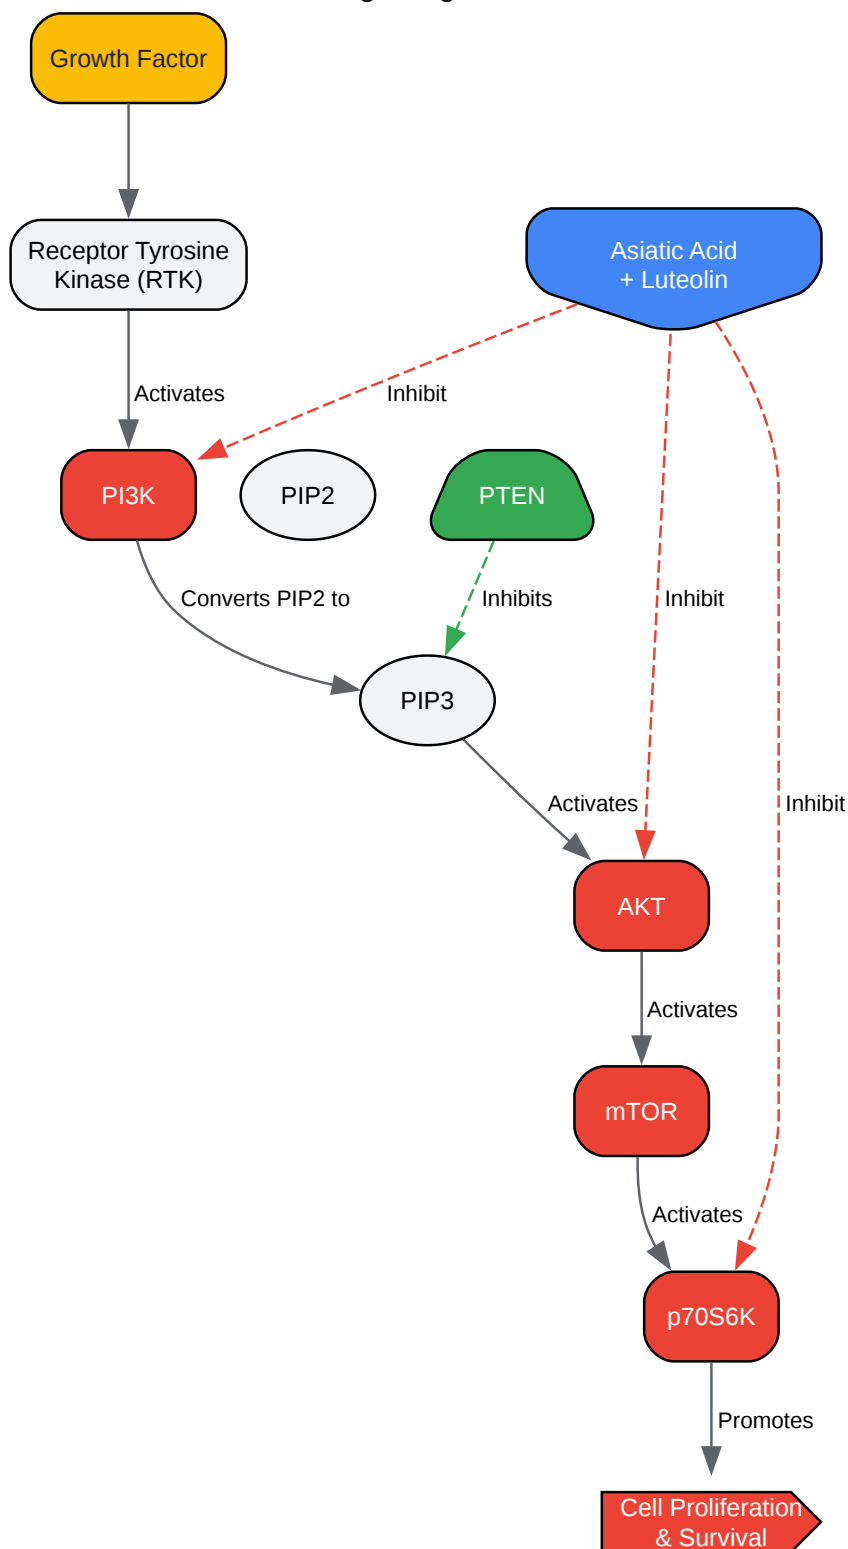 Growth Factor
Receptor Tyrosine
Kinase (RTK)
Asiatic Acid
+ Luteolin
Activates
Inhibit
PI3K
PIP2
PTEN
Converts PIP2 to
Inhibits
Inhibit
PIP3
Activates
Inhibit
AKT
Activates
mTOR
Activates
p70S6K
Promotes
Cell Proliferation
& Survival